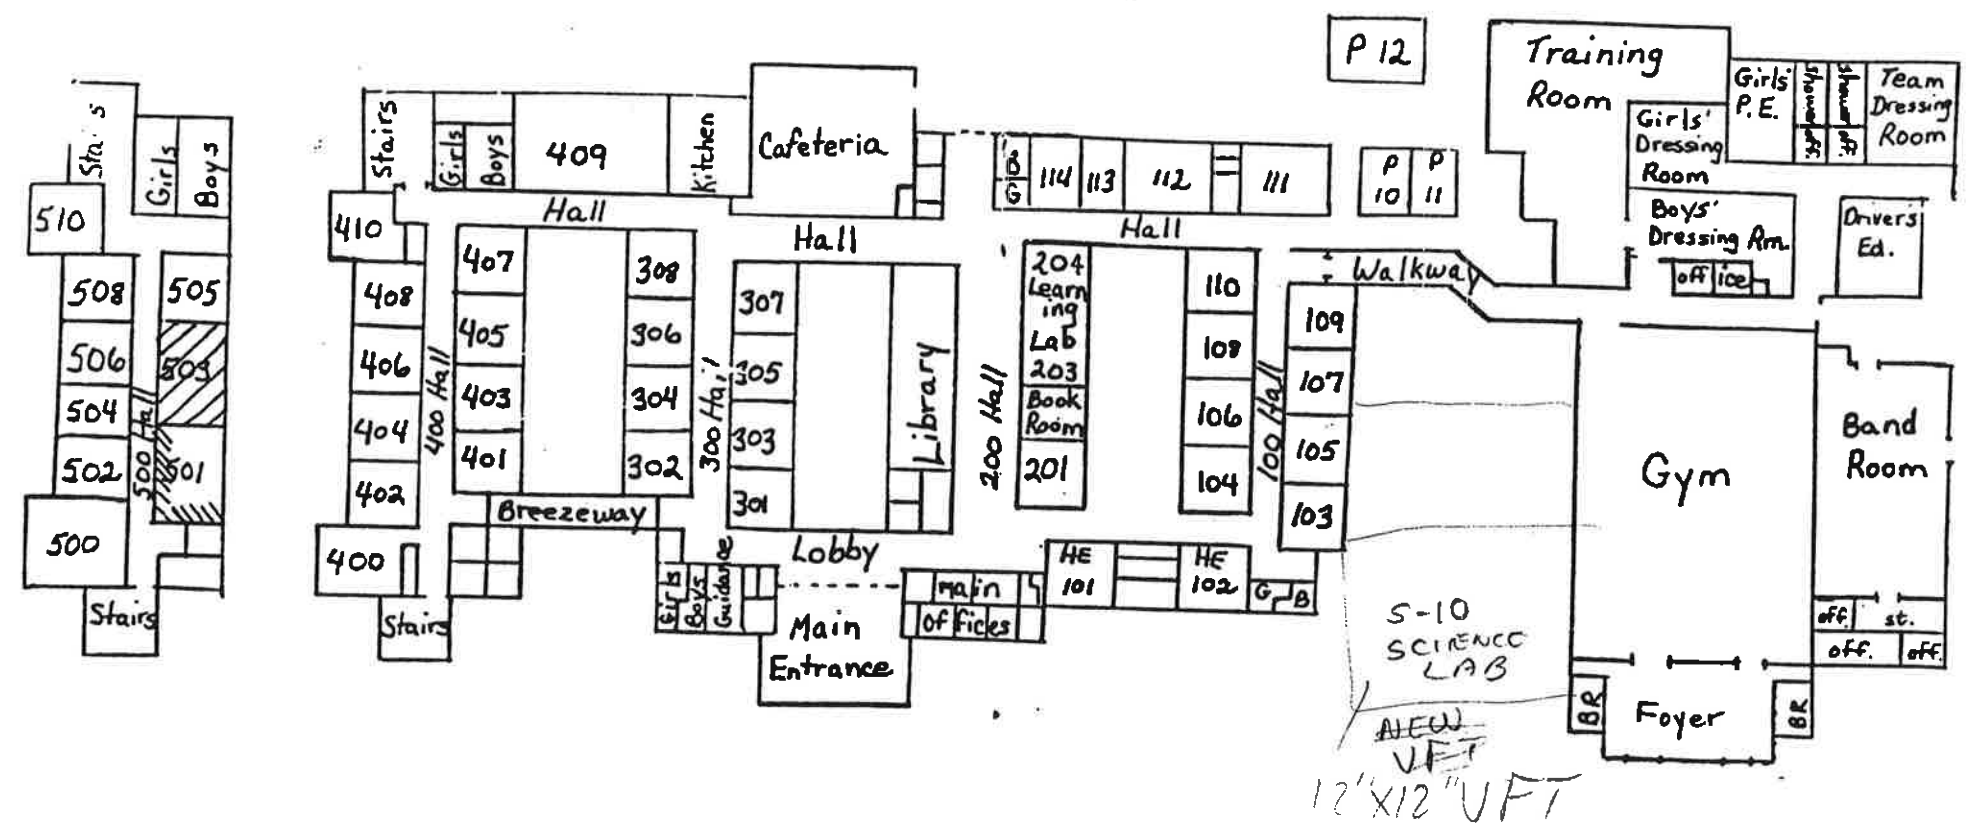 Stairs
Girls
Boys
510
508
505
506
503
504
500 Hall
502
501
500
Stairs
Stairs
Girls
Boys
409
Kitchen
Cafeteria
410
Hall
Hall
408
407
308
307
406
405
306
305
404
400 Hall
403
304
300 Hall
303
Library
402
401
302
301
Breezeway
Lobby
400
Stairs
Girls
Boys
Guidance
Main
Entrance
Main
Offices
B
G
114
113
112
111
P
10
P
11
P 12
Hall
204
Learn
ing
Lab
203
Book
Room
201
200 Hall
110
108
106
104
100 Hall
109
107
105
103
HE
101
HE
102
G
B
Walkway
Training
Room
Girls'
P.E.
Shower
off.
Shower
off.
Team
Dressing
Room
Girls'
Dressing
Room
Boys'
Dressing Rm.
office
Drivers
Ed.
Gym
Band
Room
off.
st.
off.
off.
BR
Foyer
BR
S-10
SCIENCE
LAB
NEW
VFT
12"X12" VFT